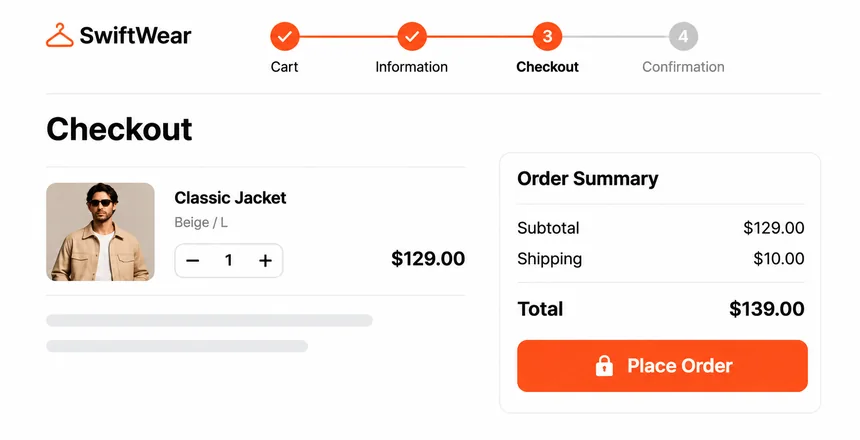 SwiftWear
3
4
Cart
Information
Checkout
Confirmation
Checkout
Classic Jacket
Beige / L
− 1 +
$129.00
Order Summary
Subtotal $129.00
Shipping $10.00
Total $139.00
Place Order